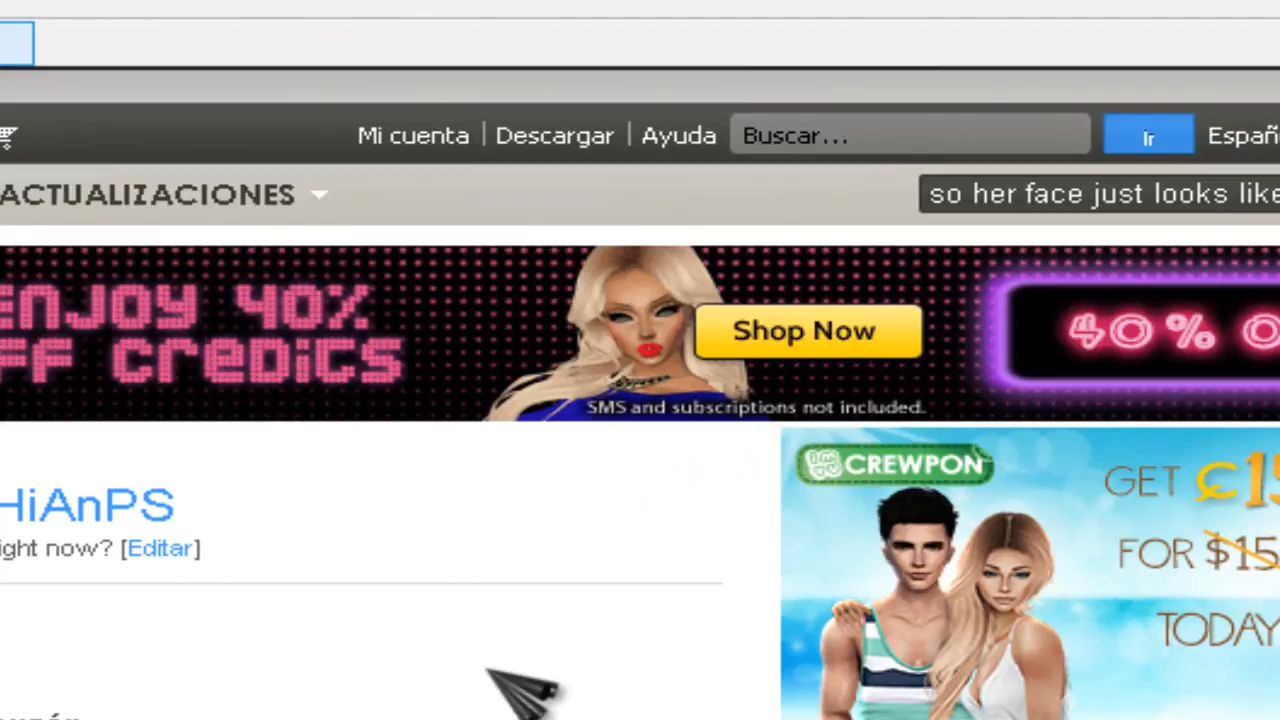 Mi cuenta | Descargar | Ayuda
Buscar...
Ir
Españ
ACTUALIZACIONES
so her face just looks like
ENJOY 40%
FF CREDITS
Shop Now
SMS and subscriptions not included.
40% O
HiAnPS
ight now? [Editar]
CREWPON
GET
FOR $15
TODAY